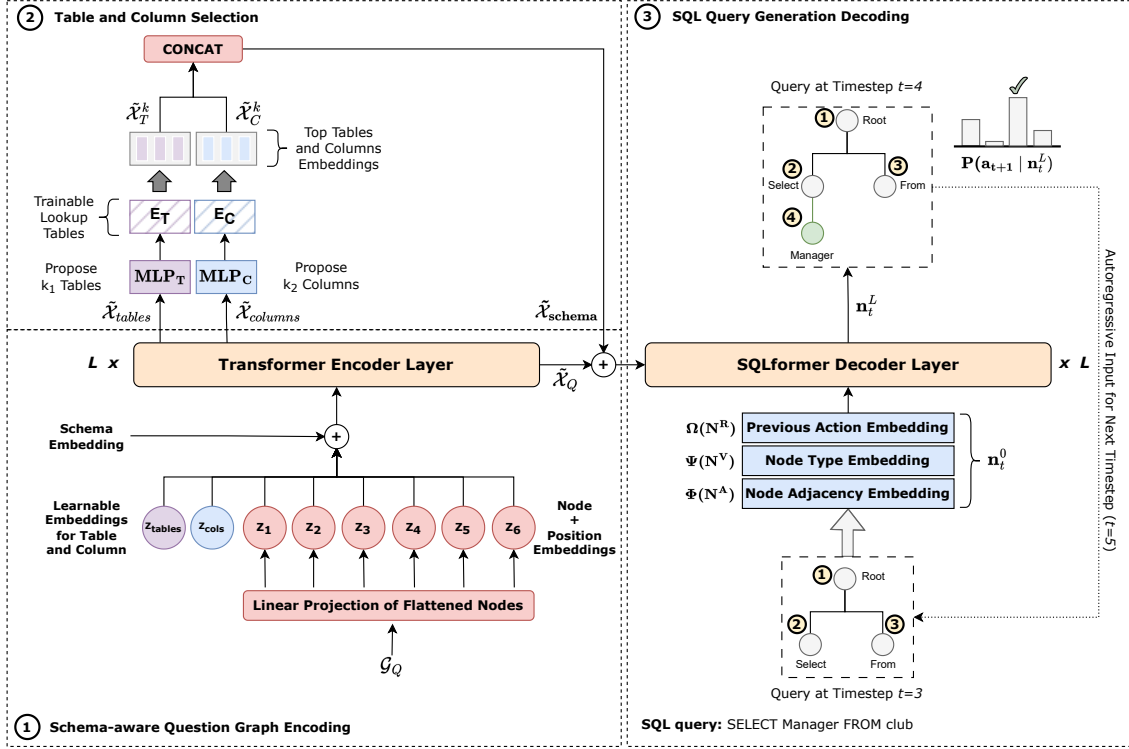 2 Table and Column Selection
CONCAT
X̃ᵏ_T
X̃ᵏ_C
Top Tables
and Columns
Embeddings
Trainable
Lookup
Tables
E_T
E_C
Propose
k₁ Tables
MLP_T
MLP_C
Propose
k₂ Columns
X̃_tables
X̃_columns
X̃_schema
L x
Transformer Encoder Layer
X̃_Q
+
Schema
Embedding
+
Learnable
Embeddings
for Table
and Column
z_tables
z_cols
z₁
z₂
z₃
z₄
z₅
z₆
Node
+
Position
Embeddings
Linear Projection of Flattened Nodes
G_Q
1 Schema-aware Question Graph Encoding
3 SQL Query Generation Decoding
Query at Timestep t=4
1
Root
2
Select
3
From
4
Manager
P(a_{t+1} | n_t^L)
n_t^L
SQLformer Decoder Layer
x L
Ω(N^R)
Previous Action Embedding
Ψ(N^V)
Node Type Embedding
Φ(N^A)
Node Adjacency Embedding
n_t^0
Autoregressive Input for Next Timestep (t=5)
1
Root
2
Select
3
From
Query at Timestep t=3
SQL query: SELECT Manager FROM club